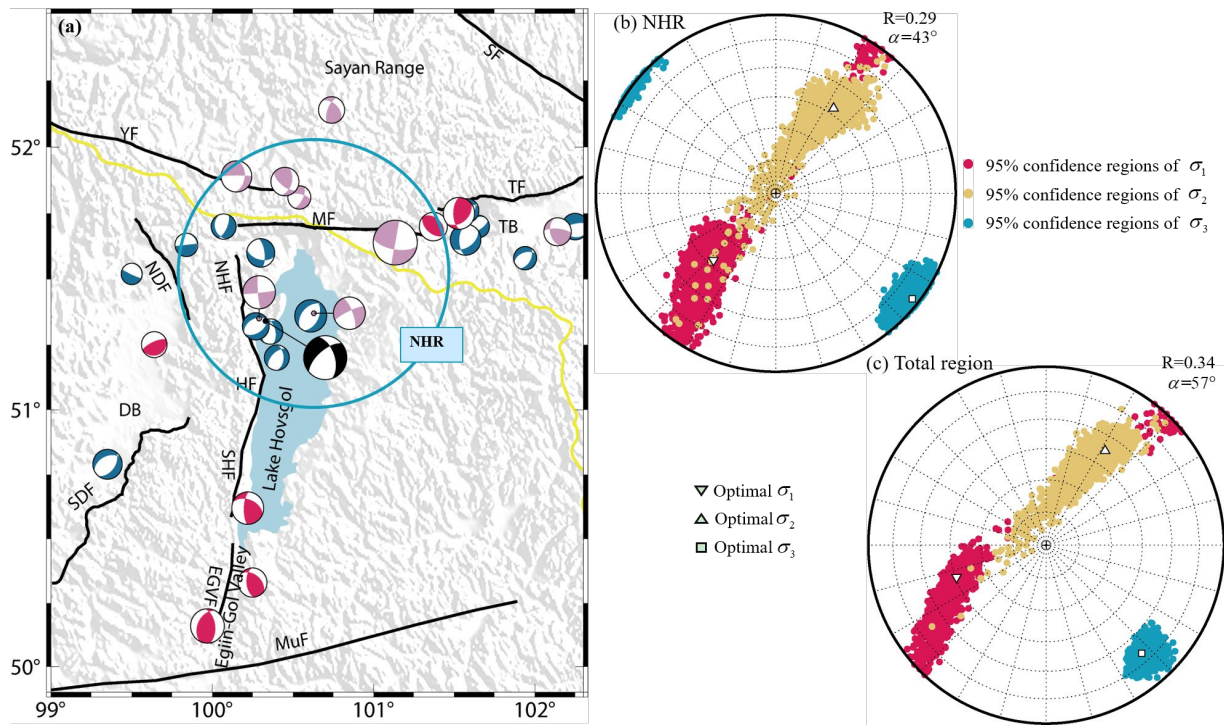 (a)
Sayan Range
SF
52°
YF
TF
MF
TB
NDF
NHF
NHR
51°
HF
DB
Lake Hovsgol
SHF
SDF
EGVF
Egiin-Gol Valley
MuF
50°
99°
100°
101°
102°
(b) NHR
R=0.29
α=43°
95% confidence regions of σ₁
95% confidence regions of σ₂
95% confidence regions of σ₃
(c) Total region
R=0.34
α=57°
Optimal σ₁
Optimal σ₂
Optimal σ₃